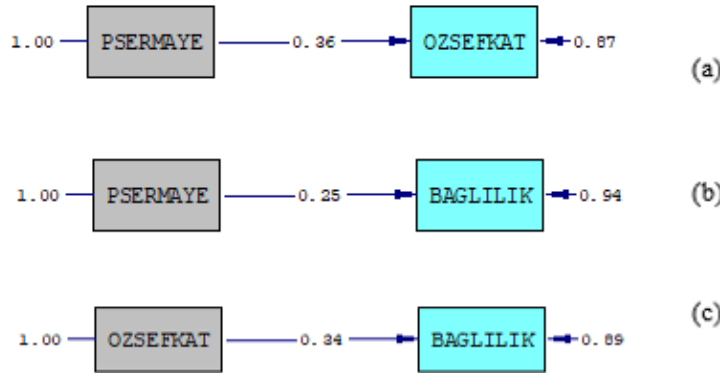 1.00 PSERMAYE 0.36 OZSEFKAT 0.87
(a)
1.00 PSERMAYE 0.25 BAGLILIK 0.94 (b)
(c)
1.00 OZSEFKAT 0.34 BAGLILIK 0.89